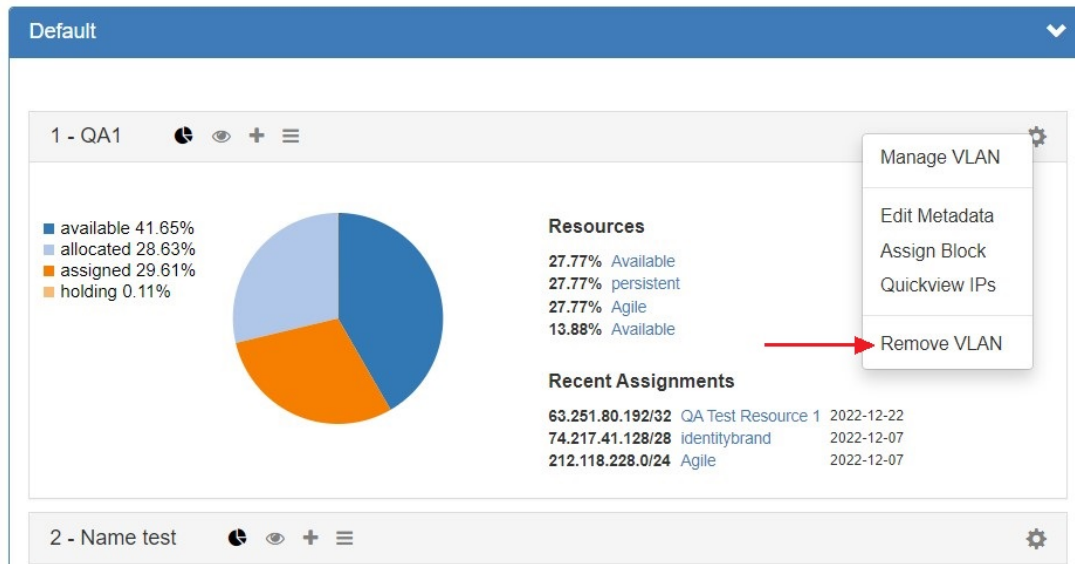 Default
1 - QA1
Manage VLAN
Edit Metadata
Assign Block
Quickview IPs
Remove VLAN
available 41.65%
allocated 28.63%
assigned 29.61%
holding 0.11%
Resources
27.77% Available
27.77% persistent
27.77% Agile
13.88% Available
Recent Assignments
63.251.80.192/32 QA Test Resource 1 2022-12-22
74.217.41.128/28 identitybrand 2022-12-07
212.118.228.0/24 Agile 2022-12-07
2 - Name test